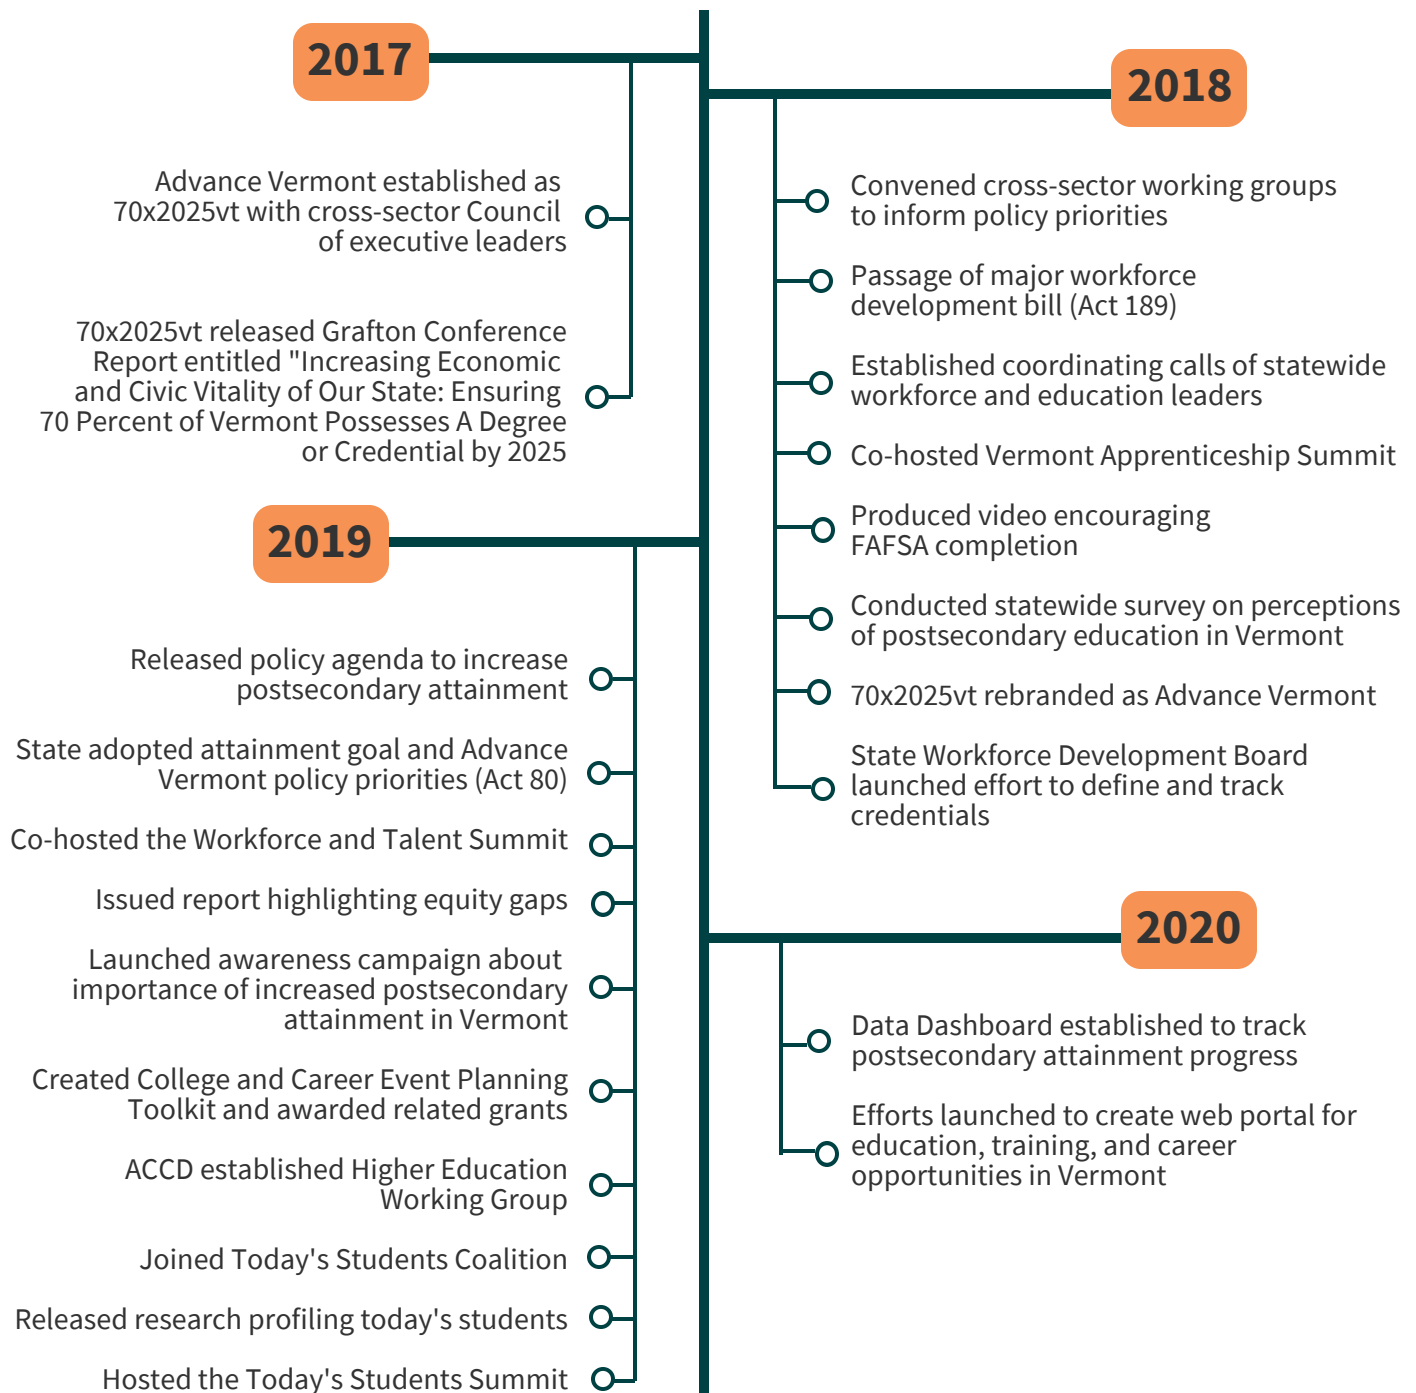 2017
Advance Vermont established as
70x2025vt with cross-sector Council
of executive leaders
70x2025vt released Grafton Conference
Report entitled "Increasing Economic
and Civic Vitality of Our State: Ensuring
70 Percent of Vermont Possesses A Degree
or Credential by 2025
2018
Convened cross-sector working groups
to inform policy priorities
Passage of major workforce
development bill (Act 189)
Established coordinating calls of statewide
workforce and education leaders
Co-hosted Vermont Apprenticeship Summit
Produced video encouraging
FAFSA completion
Conducted statewide survey on perceptions
of postsecondary education in Vermont
70x2025vt rebranded as Advance Vermont
State Workforce Development Board
launched effort to define and track
credentials
2019
Released policy agenda to increase
postsecondary attainment
State adopted attainment goal and Advance
Vermont policy priorities (Act 80)
Co-hosted the Workforce and Talent Summit
Issued report highlighting equity gaps
Launched awareness campaign about
importance of increased postsecondary
attainment in Vermont
Created College and Career Event Planning
Toolkit and awarded related grants
ACCD established Higher Education
Working Group
Joined Today's Students Coalition
Released research profiling today's students
Hosted the Today's Students Summit
2020
Data Dashboard established to track
postsecondary attainment progress
Efforts launched to create web portal for
education, training, and career
opportunities in Vermont